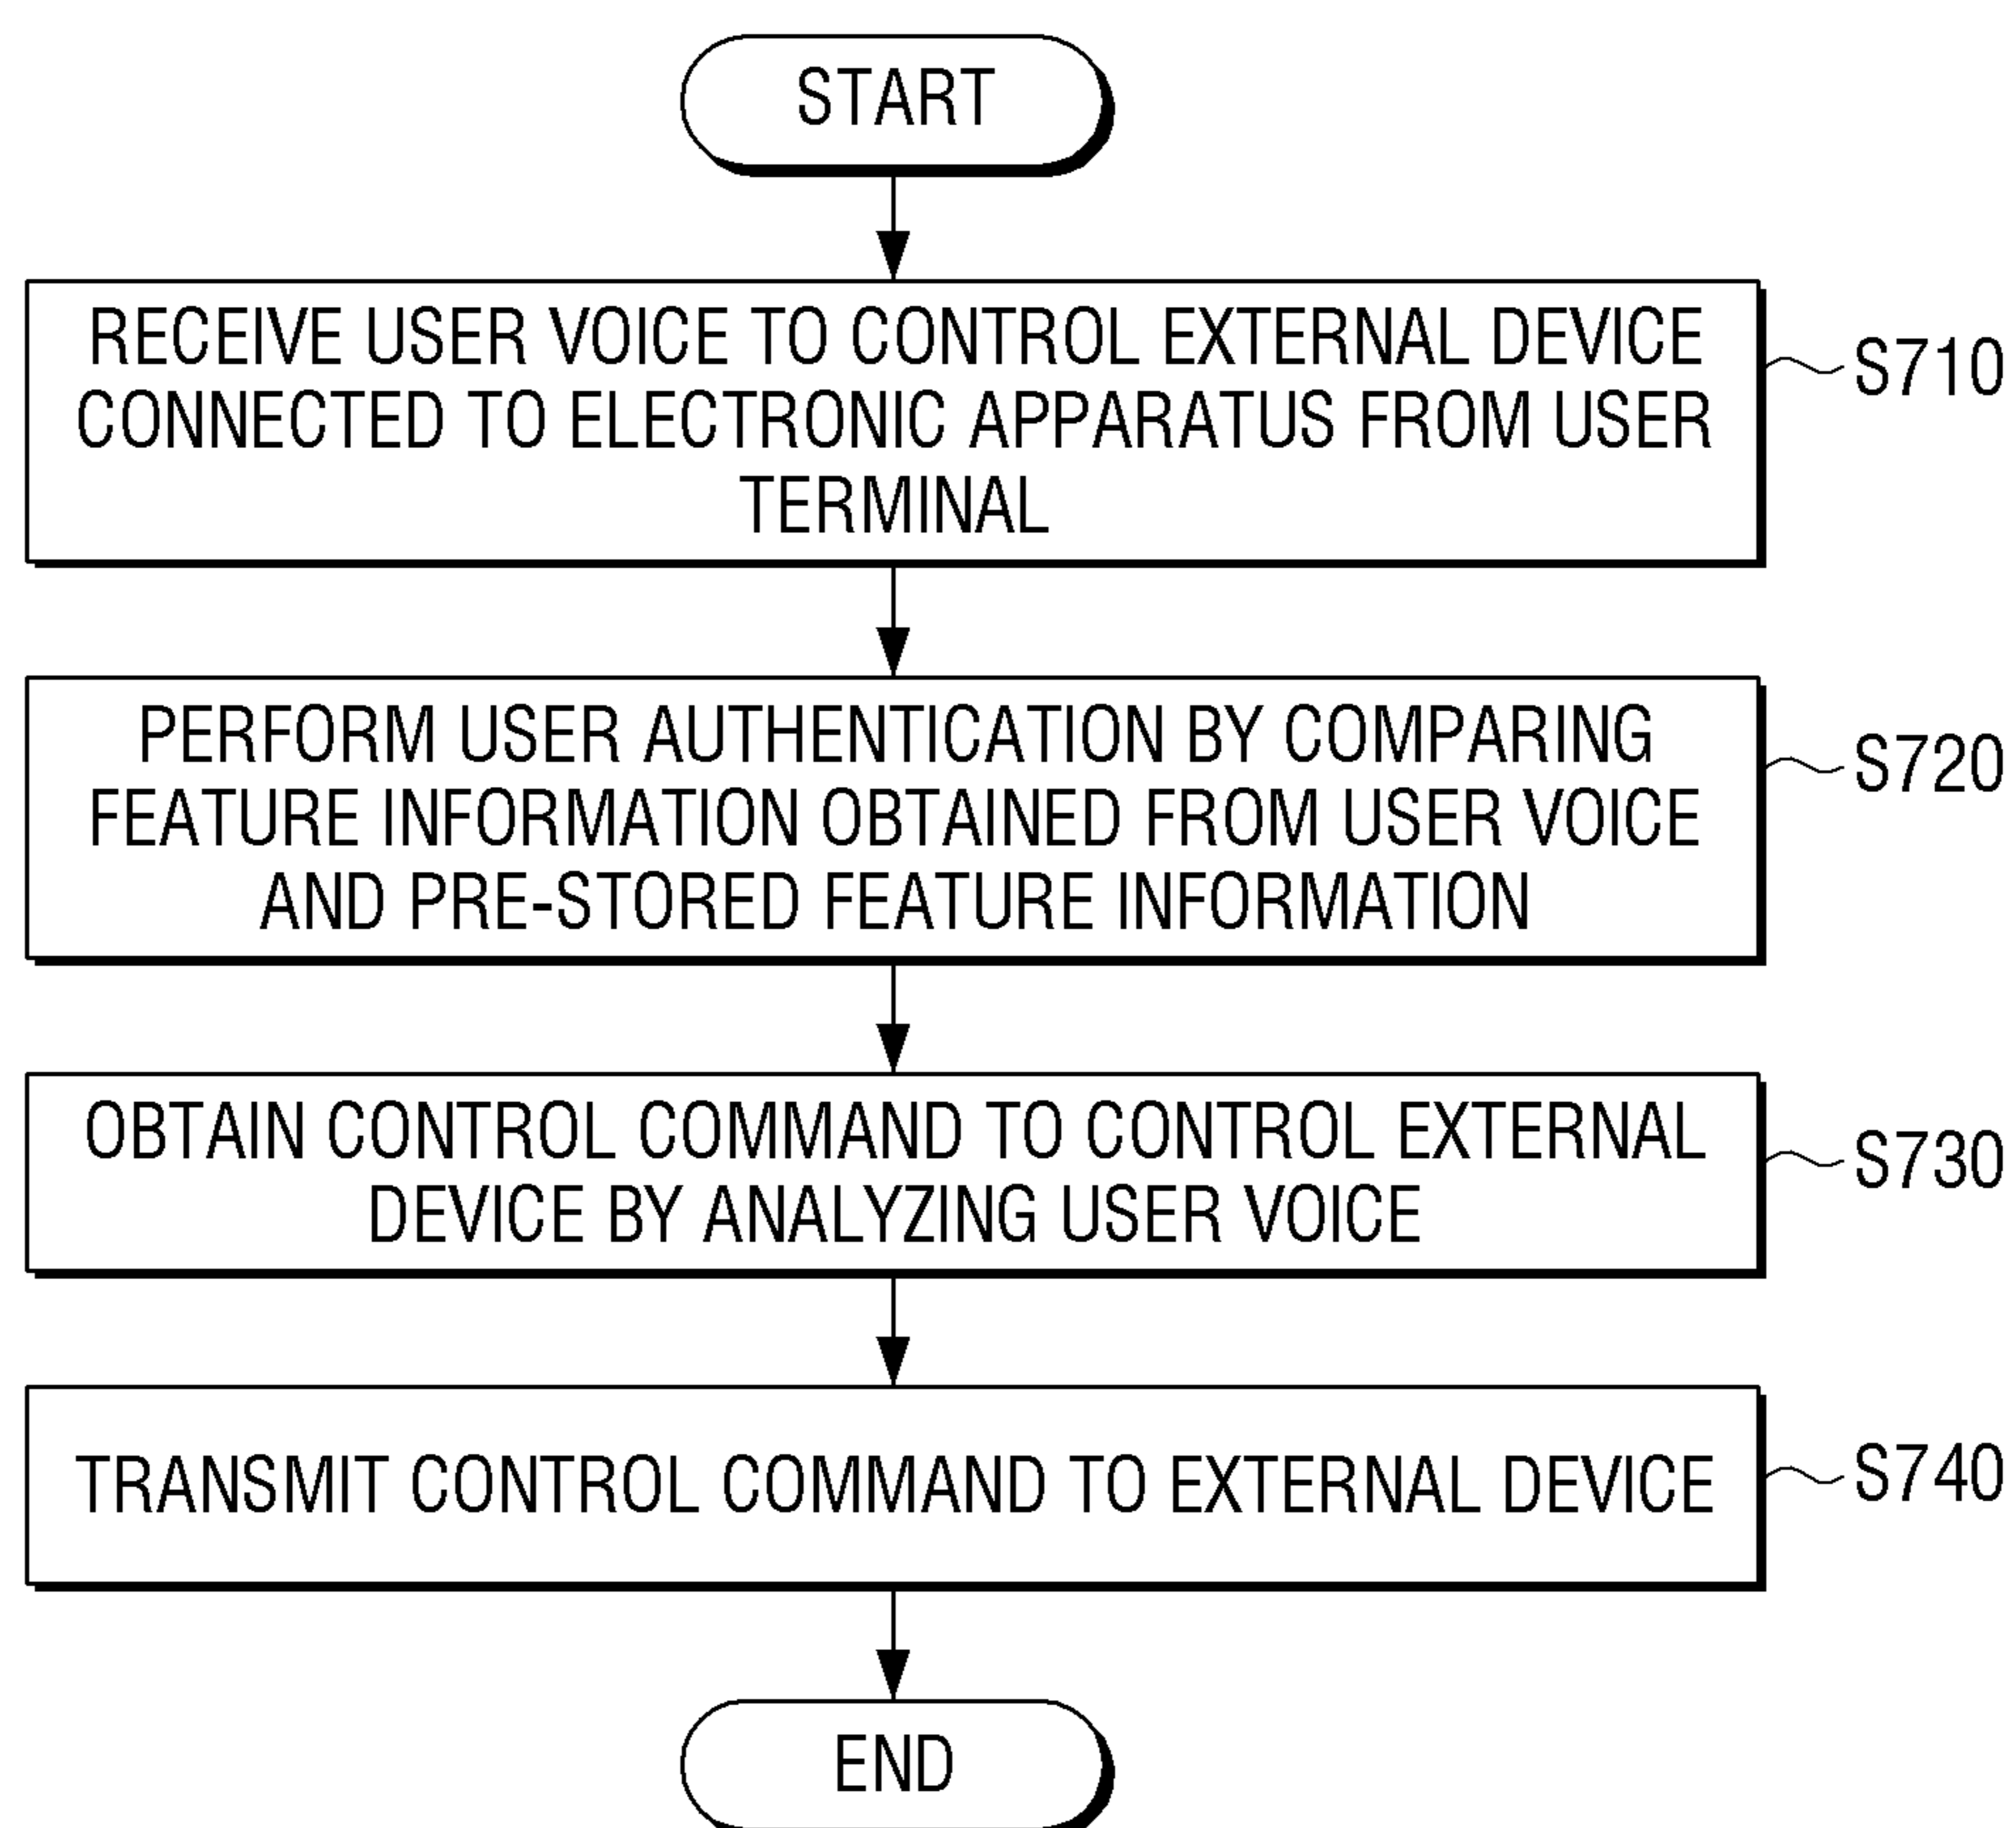 START
RECEIVE USER VOICE TO CONTROL EXTERNAL DEVICE
CONNECTED TO ELECTRONIC APPARATUS FROM USER
TERMINAL
S710
PERFORM USER AUTHENTICATION BY COMPARING
FEATURE INFORMATION OBTAINED FROM USER VOICE
AND PRE-STORED FEATURE INFORMATION
S720
OBTAIN CONTROL COMMAND TO CONTROL EXTERNAL
DEVICE BY ANALYZING USER VOICE
S730
TRANSMIT CONTROL COMMAND TO EXTERNAL DEVICE
S740
END